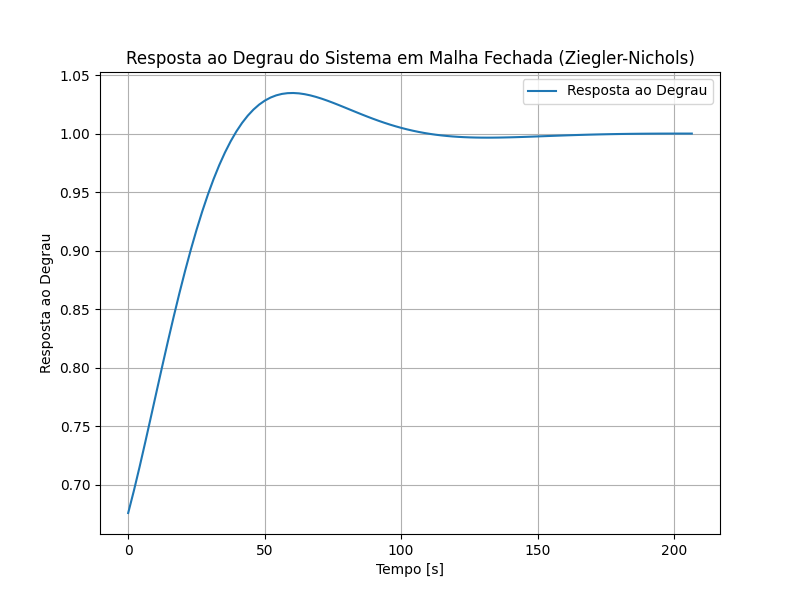 Resposta ao Degrau do Sistema em Malha Fechada (Ziegler-Nichols)
Resposta ao Degrau
1.05
1.00
0.95
0.90
0.85
0.80
0.75
0.70
Resposta ao Degrau
0 50 100 150 200
Tempo [s]